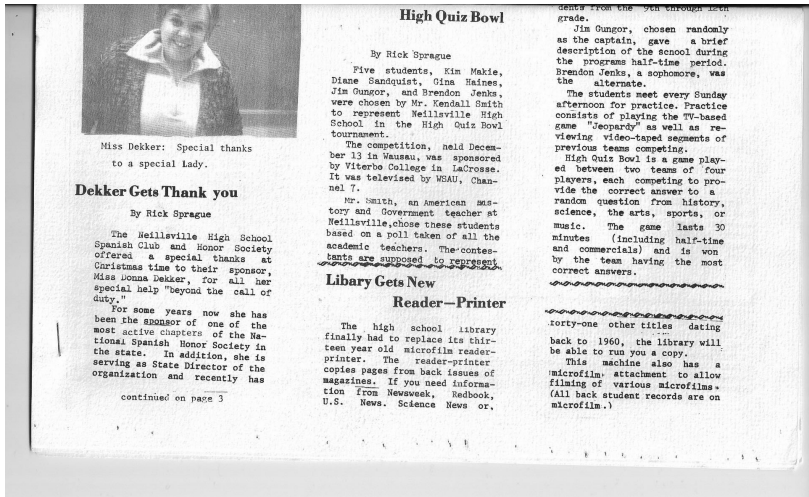 Miss Dekker: Special thanks
to a special Lady.
Dekker Gets Thank you
By Rick Sprague
The Neillsville High School
Spanish Club and Honor Society
offered a special thanks at
Christmas time to their sponsor,
Miss Donna Dekker, for all her
special help "beyond the call of
duty."
For some years now she has
been the sponsor of one of the
most active chapters of the Na-
tional Spanish Honor Society in
the state. In addition, she is
serving as State Director of the
organization and recently has
continued on page 3
High Quiz Bowl
By Rick Sprague
Five students, Kim Makie,
Diane Sandquist, Gina Haines,
Jim Gungor, and Brendon Jenks,
were chosen by Mr. Kendall Smith
to represent Neillsville High
School in the High Quiz Bowl
tournament.
The competition, held Decem-
ber 13 in Wausau, was sponsored
by Viterbo College in LaCrosse.
It was televised by WSAU, Chan-
nel 7.
Mr. Smith, an American His-
tory and Government teacher at
Neillsville,chose these students
based on a poll taken of all the
academic teachers. The contes-
tants are supposed to represent
dents from the 9th through 12th
grade.
Jim Gungor, chosen randomly
as the captain, gave a brief
description of the school during
the programs half-time period.
Brendon Jenks, a sophomore, was
the alternate.
The students meet every Sunday
afternoon for practice. Practice
consists of playing the TV-based
game "Jeopardy" as well as re-
viewing video-taped segments of
previous teams competing.
High Quiz Bowl is a game play-
ed between two teams of four
players, each competing to pro-
vide the correct answer to a
random question from history,
science, the arts, sports, or
music. The game lasts 30
minutes (including half-time
and commercials) and is won
by the team having the most
correct answers.
Libary Gets New
Reader—Printer
The high school library
finally had to replace its thir-
teen year old microfilm reader-
printer. The reader-printer
copies pages from back issues of
magazines. If you need informa-
tion from Newsweek, Redbook,
U.S. News. Science News or,
forty-one other titles dating
back to 1960, the library will
be able to run you a copy.
This machine also has a
microfilm attachment to allow
filming of various microfilms.
(All back student records are on
microfilm.)